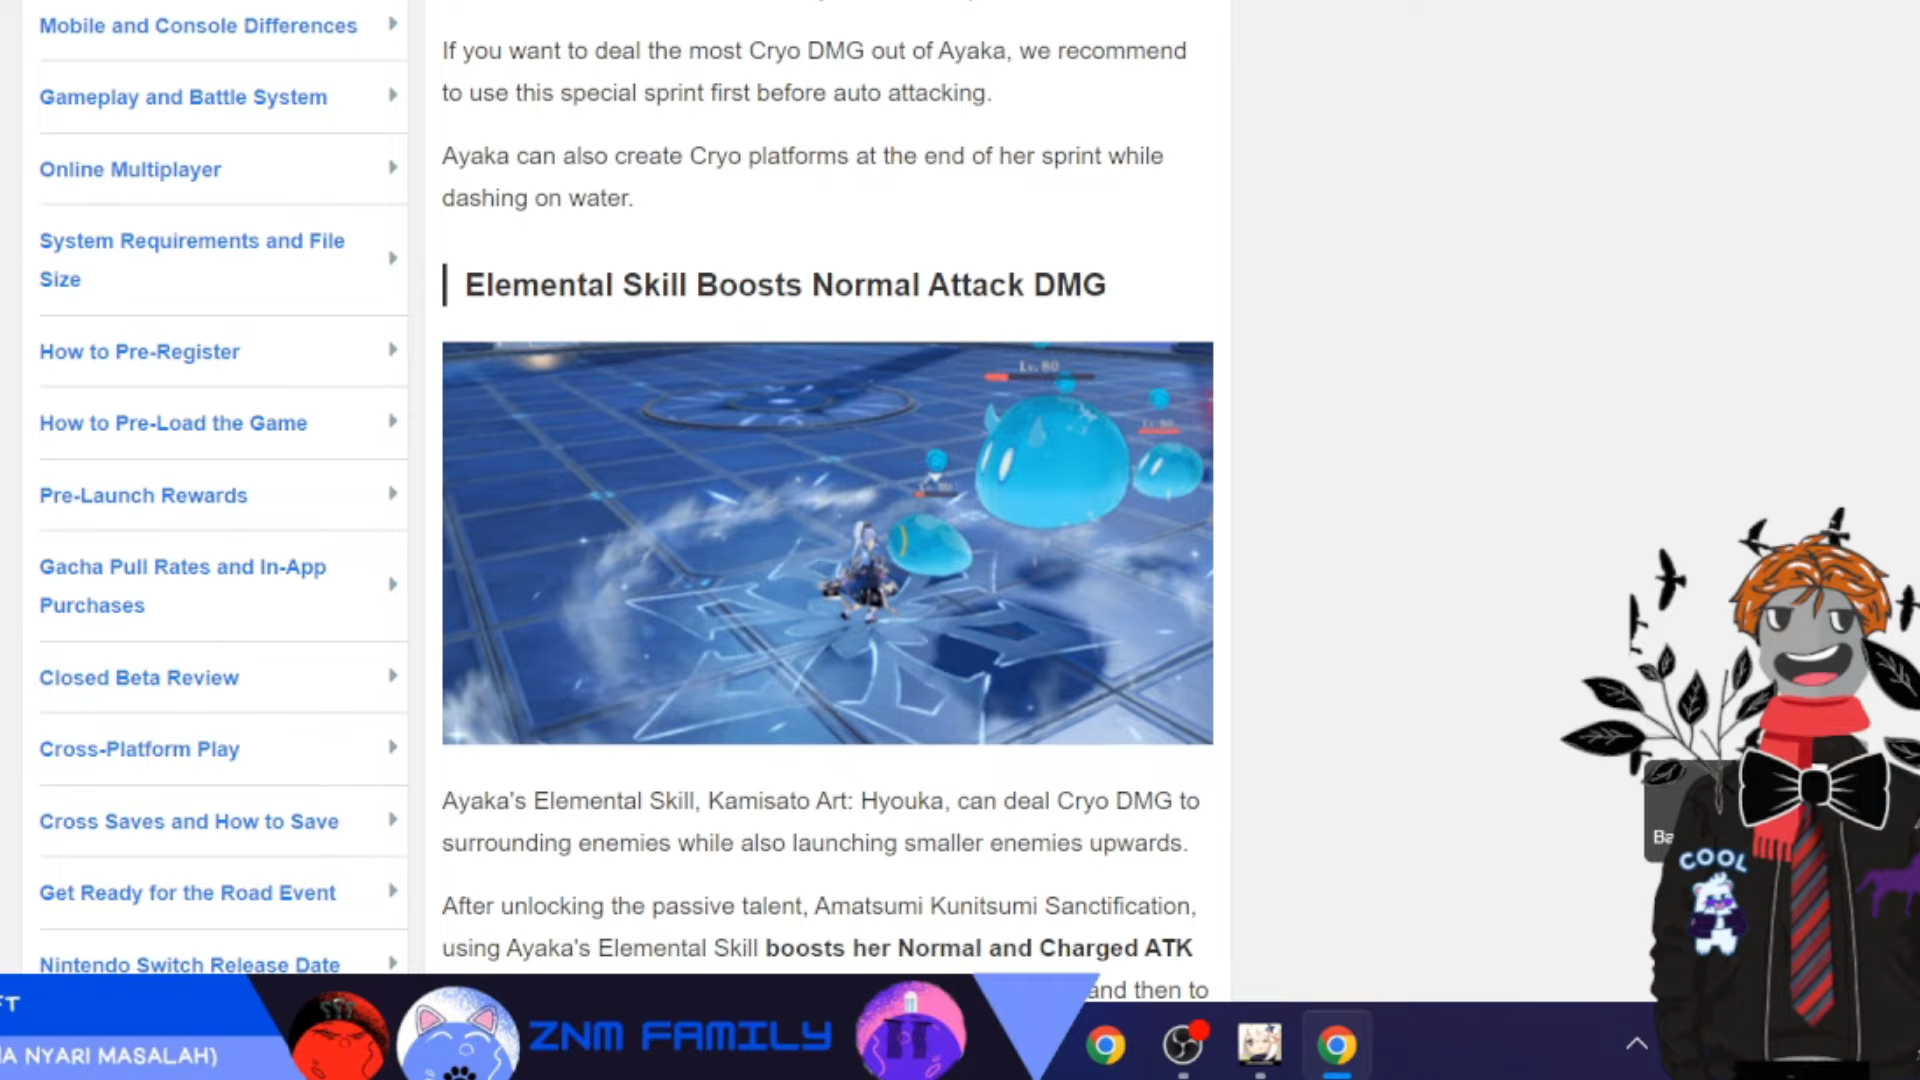 Mobile and Console Differences
Gameplay and Battle System
Online Multiplayer
System Requirements and File
Size
How to Pre-Register
How to Pre-Load the Game
Pre-Launch Rewards
Gacha Pull Rates and In-App
Purchases
Closed Beta Review
Cross-Platform Play
Cross Saves and How to Save
Get Ready for the Road Event
Nintendo Switch Release Date
If you want to deal the most Cryo DMG out of Ayaka, we recommend
to use this special sprint first before auto attacking.
Ayaka can also create Cryo platforms at the end of her sprint while
dashing on water.
Elemental Skill Boosts Normal Attack DMG
Lv. 80
Ayaka's Elemental Skill, Kamisato Art: Hyouka, can deal Cryo DMG to
surrounding enemies while also launching smaller enemies upwards.
After unlocking the passive talent, Amatsumi Kunitsumi Sanctification,
using Ayaka's Elemental Skill boosts her Normal and Charged ATK
and then to
Ba
COOL
FT
NYARI MASALAH)
ZNM FAMILY